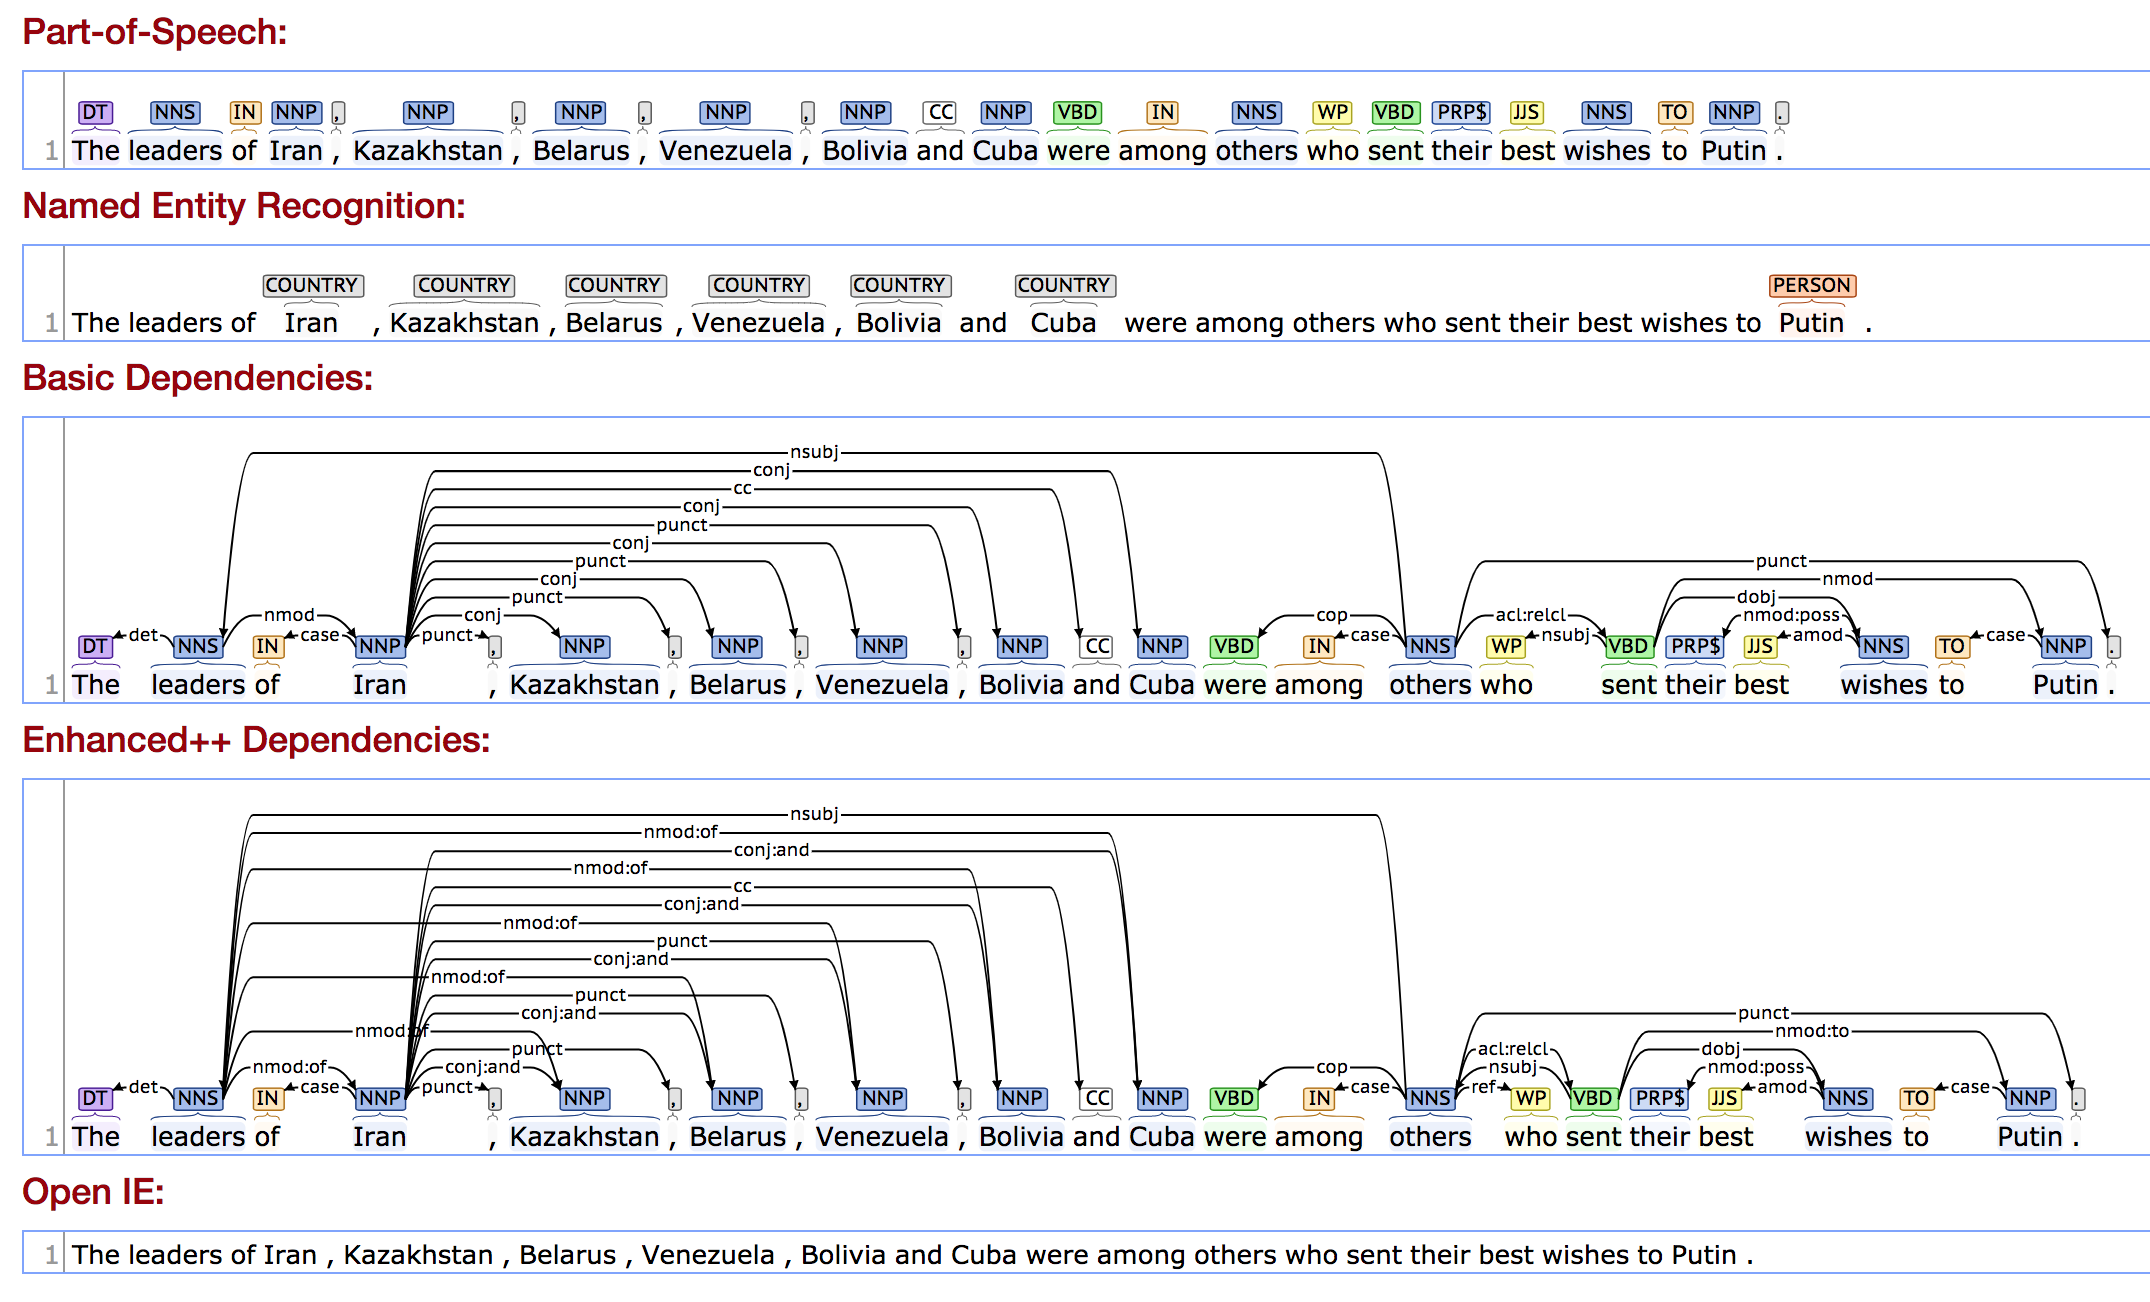 Part-of-Speech:
DT NNS IN NNP , NNP , NNP , NNP , NNP CC NNP VBD IN NNS WP VBD PRP$ JJS NNS TO NNP .
1 The leaders of Iran , Kazakhstan , Belarus , Venezuela , Bolivia and Cuba were among others who sent their best wishes to Putin .
Named Entity Recognition:
COUNTRY COUNTRY COUNTRY COUNTRY COUNTRY COUNTRY PERSON
1 The leaders of Iran , Kazakhstan , Belarus , Venezuela , Bolivia and Cuba were among others who sent their best wishes to Putin .
Basic Dependencies:
nsubj
conj
cc
conj
punct
conj
punct punct
conj nmod
punct dobj
nmod conj cop acl:relcl nmod:poss
det case punct case nsubj amod case
DT NNS IN NNP , NNP , NNP , NNP , NNP CC NNP VBD IN NNS WP VBD PRP$ JJS NNS TO NNP .
1 The leaders of Iran , Kazakhstan , Belarus , Venezuela , Bolivia and Cuba were among others who sent their best wishes to Putin .
Enhanced++ Dependencies:
nsubj
nmod:of
conj:and
nmod:of
cc
conj:and
nmod:of
punct
conj:and
nmod:of
punct
conj:and punct
nmod:of nmod:to
punct acl:relcl dobj
nmod:of conj:and cop nsubj nmod:poss
det case punct case ref amod case
DT NNS IN NNP , NNP , NNP , NNP , NNP CC NNP VBD IN NNS WP VBD PRP$ JJS NNS TO NNP .
1 The leaders of Iran , Kazakhstan , Belarus , Venezuela , Bolivia and Cuba were among others who sent their best wishes to Putin .
Open IE:
1 The leaders of Iran , Kazakhstan , Belarus , Venezuela , Bolivia and Cuba were among others who sent their best wishes to Putin .